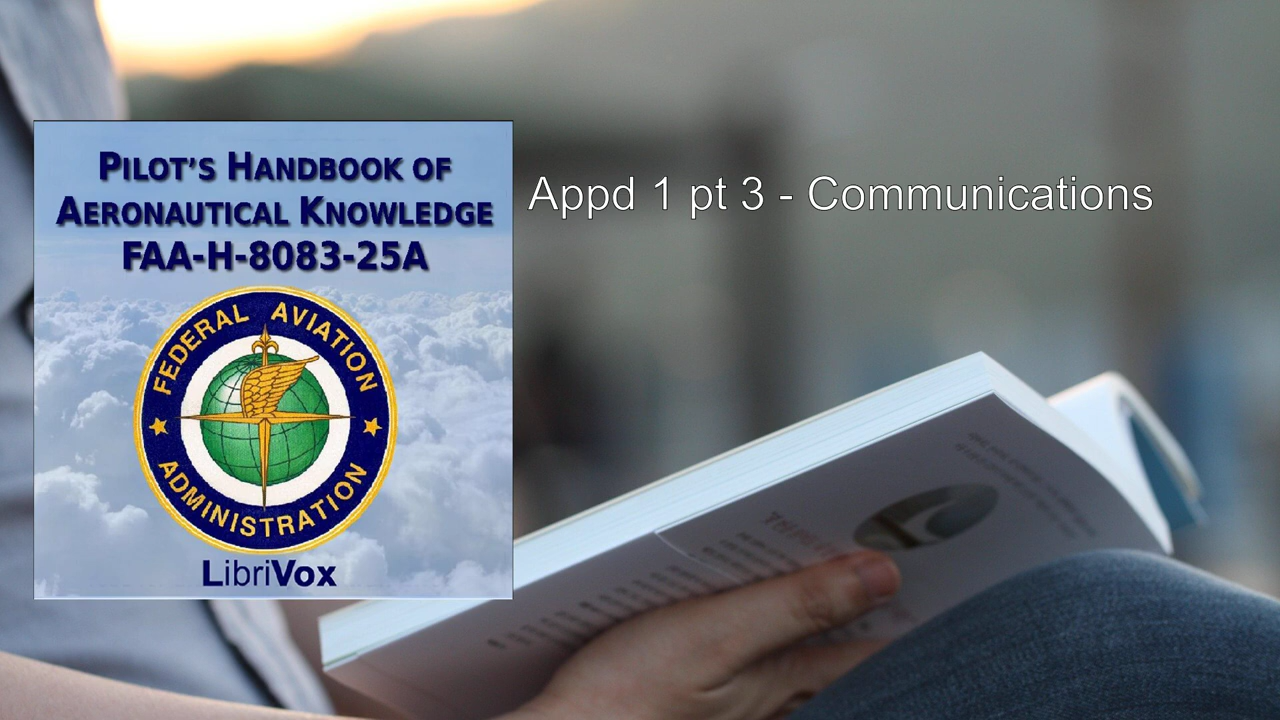 PILOT'S HANDBOOK OF
AERONAUTICAL KNOWLEDGE
FAA-H-8083-25A
FEDERAL AVIATION
ADMINISTRATION
LibriVox
Appd 1 pt 3 - Communications